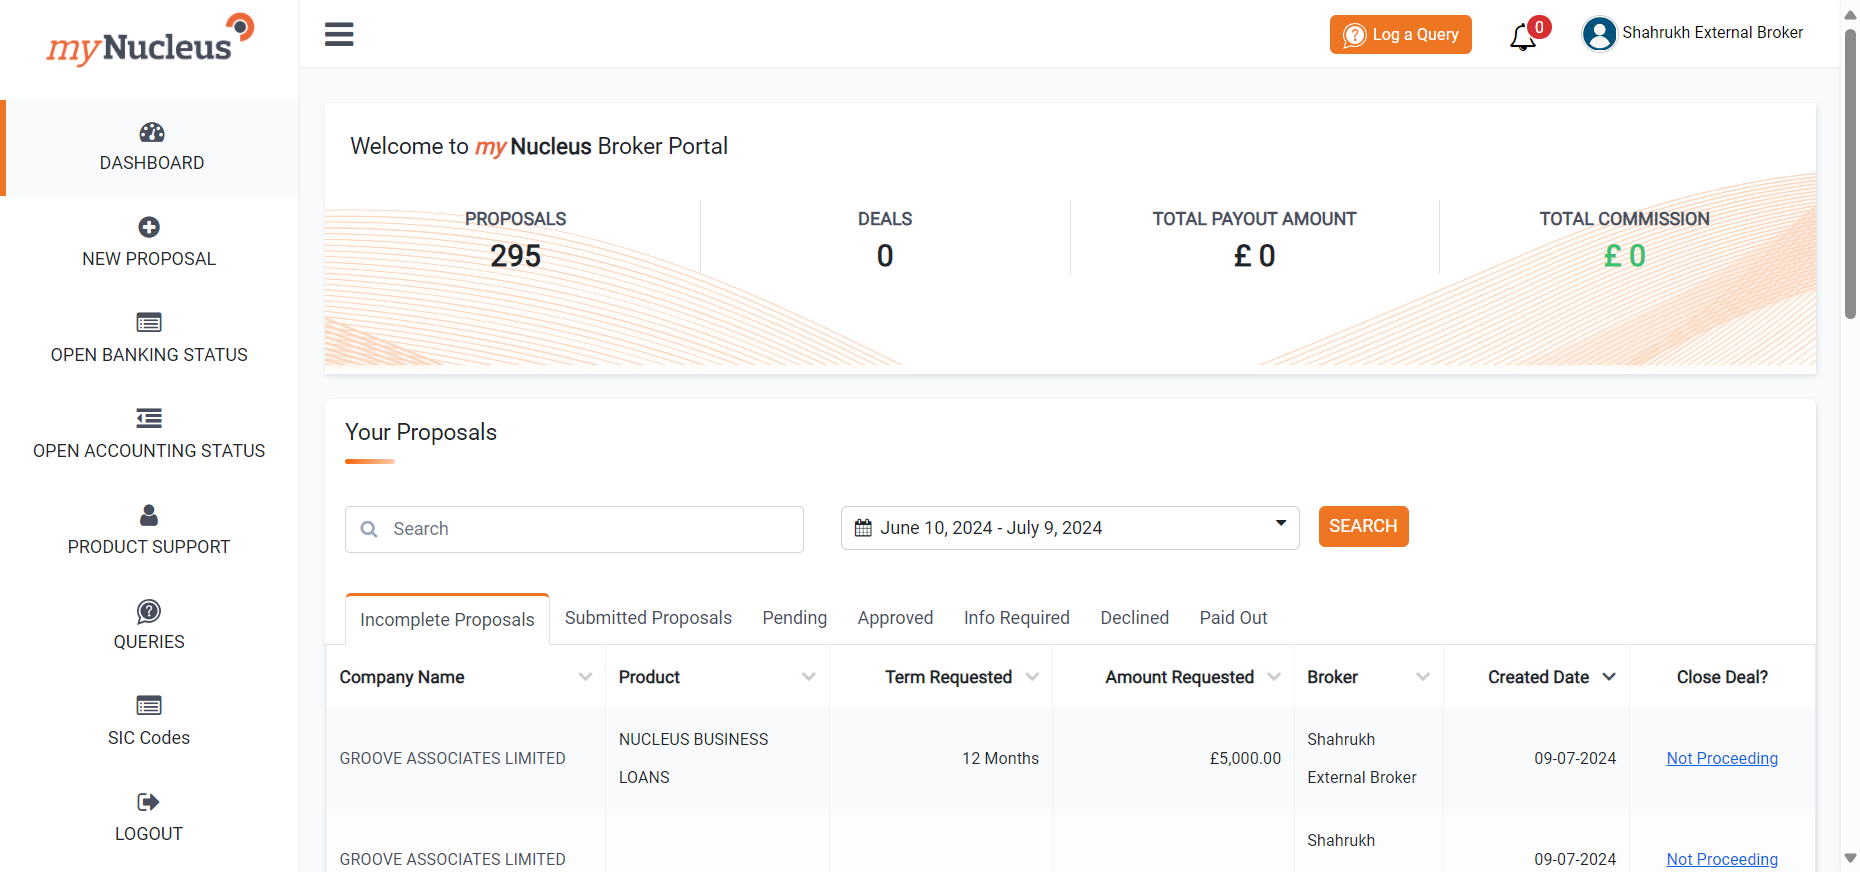 myNucleus
DASHBOARD
NEW PROPOSAL
OPEN BANKING STATUS
OPEN ACCOUNTING STATUS
PRODUCT SUPPORT
QUERIES
SIC Codes
LOGOUT
Log a Query
0
Shahrukh External Broker
Welcome to my Nucleus Broker Portal
PROPOSALS
295
DEALS
0
TOTAL PAYOUT AMOUNT
£ 0
TOTAL COMMISSION
£ 0
Your Proposals
Search
June 10, 2024 - July 9, 2024
SEARCH
Incomplete Proposals Submitted Proposals Pending Approved Info Required Declined Paid Out
Company Name Product Term Requested Amount Requested Broker Created Date Close Deal?
GROOVE ASSOCIATES LIMITED
NUCLEUS BUSINESS
LOANS
12 Months
£5,000.00
Shahrukh
External Broker
09-07-2024
Not Proceeding
GROOVE ASSOCIATES LIMITED
Shahrukh
09-07-2024
Not Proceeding